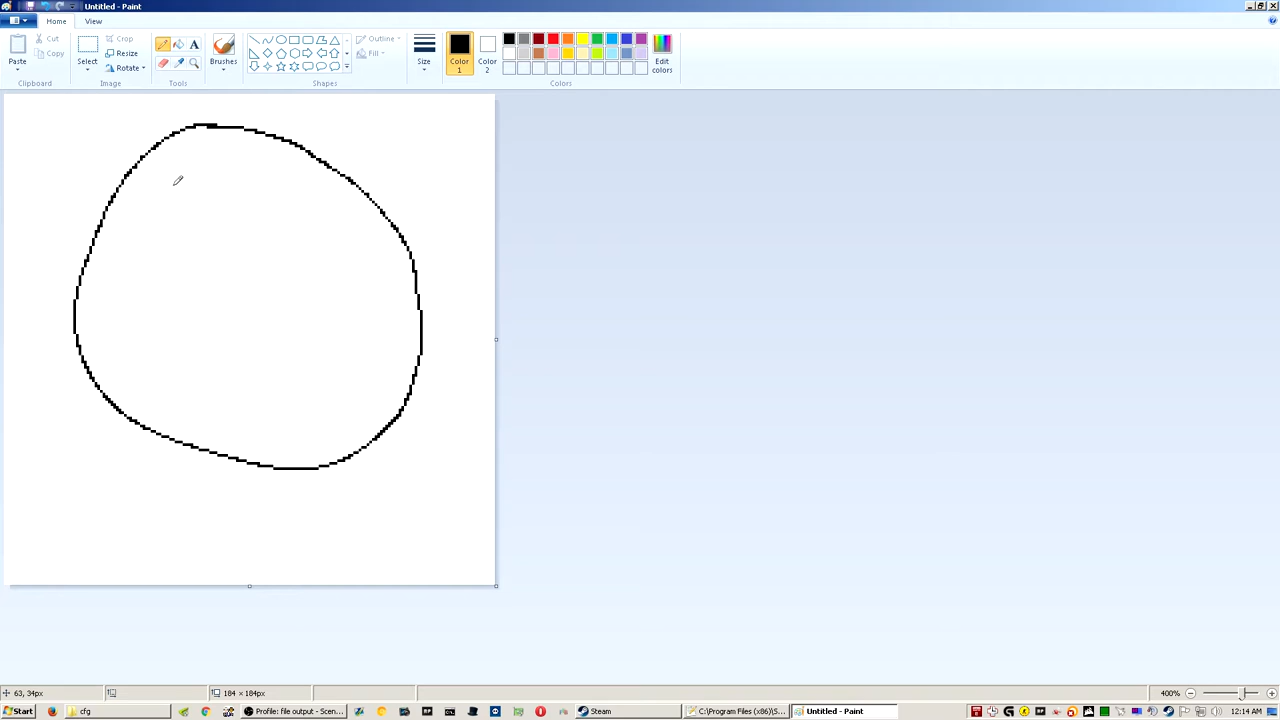 Untitled - Paint
Home View
Paste Cut Copy Clipboard
Select Crop Resize Rotate Image
A Tools
Brushes
Shapes Outline Fill
Size
Color 1
Color 2
Edit colors
Colors
63, 34px
184 × 184px
400%
Start
cfg
Profile: file output - Scen...
Steam
C:\Program Files (x86)\S...
Untitled - Paint
12:14 AM